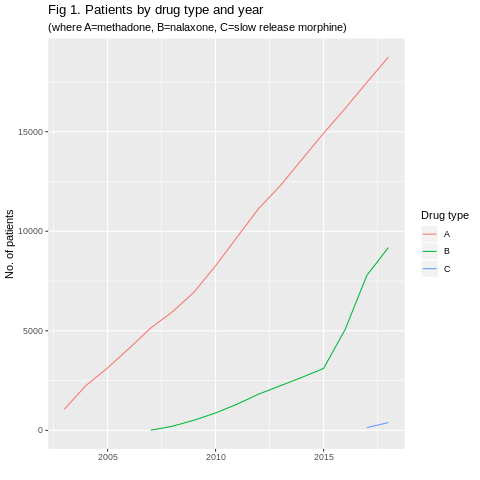 Fig 1. Patients by drug type and year
(where A=methadone, B=nalaxone, C=slow release morphine)
No. of patients
15000
10000
5000
0
2005 2010 2015
Drug type
A
B
C